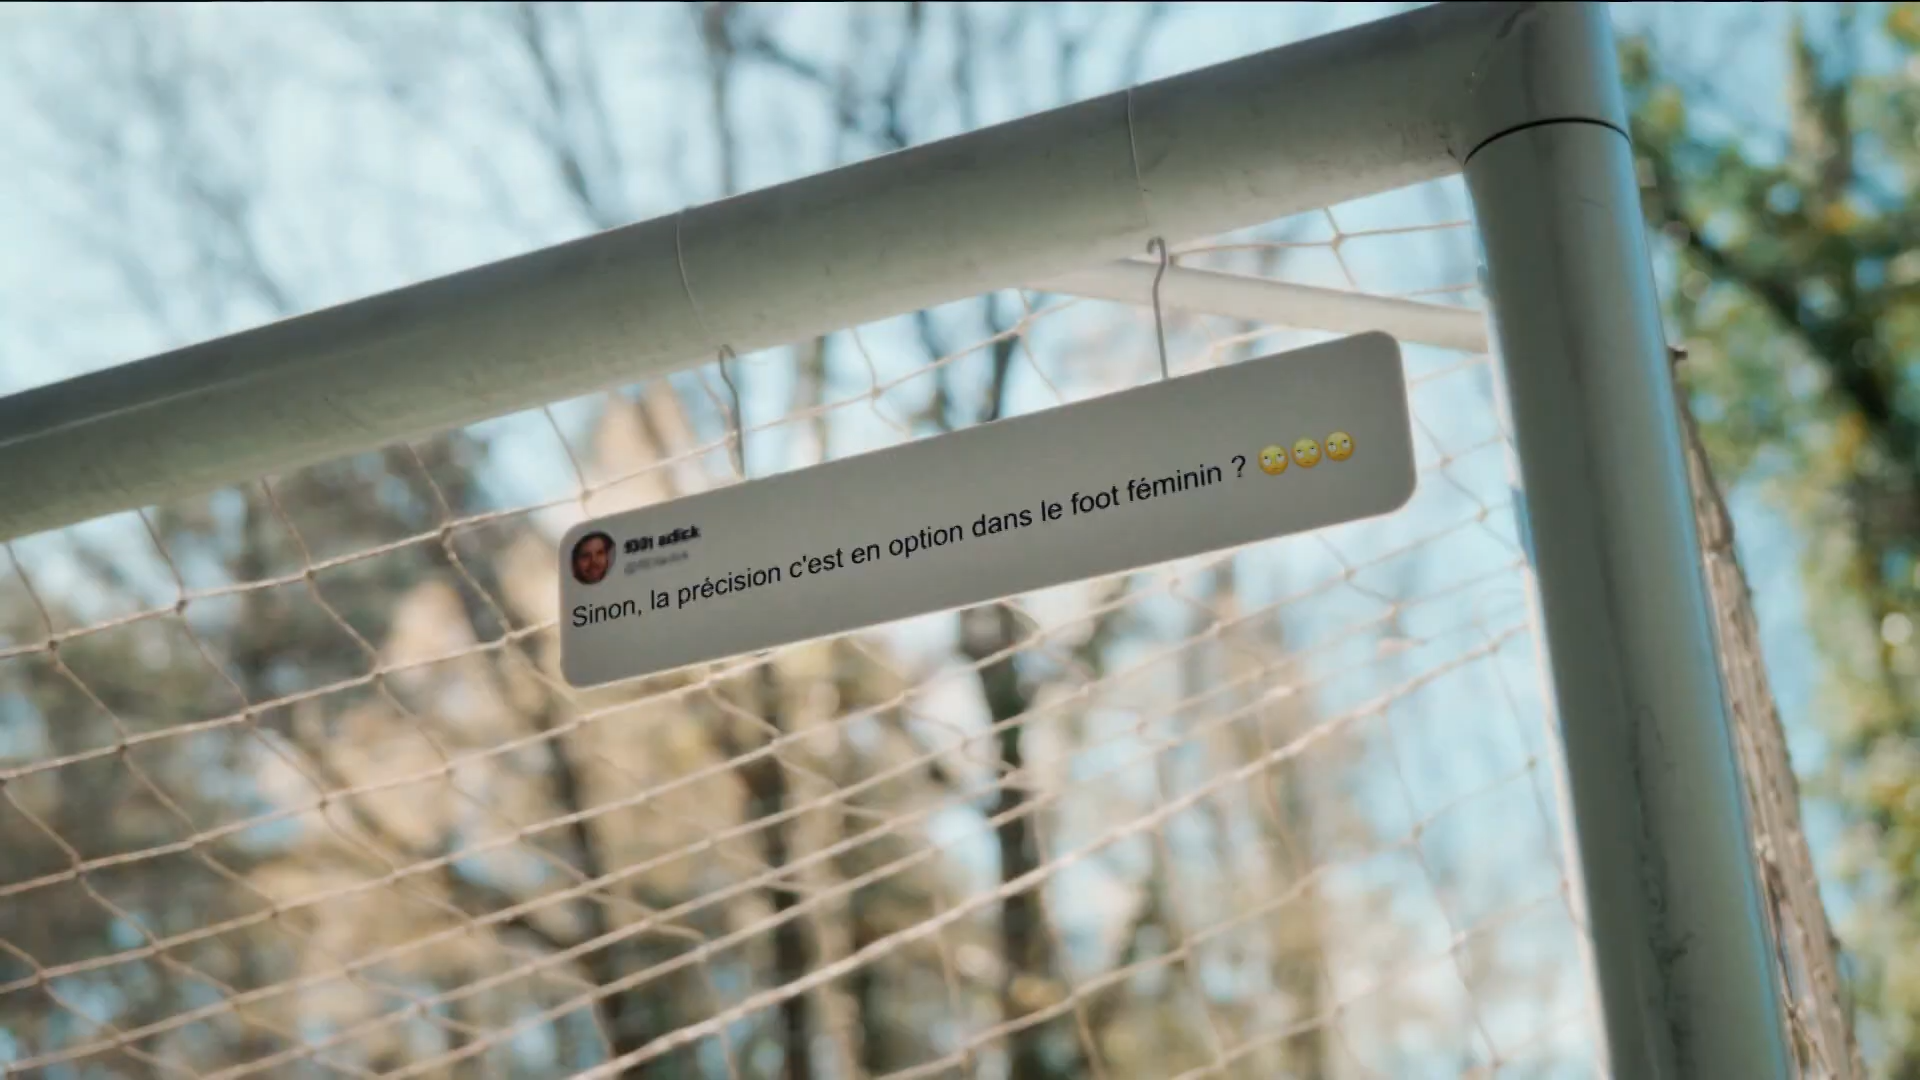 Sinon, la précision c'est en option dans le foot féminin ? 🙄🙄🙄